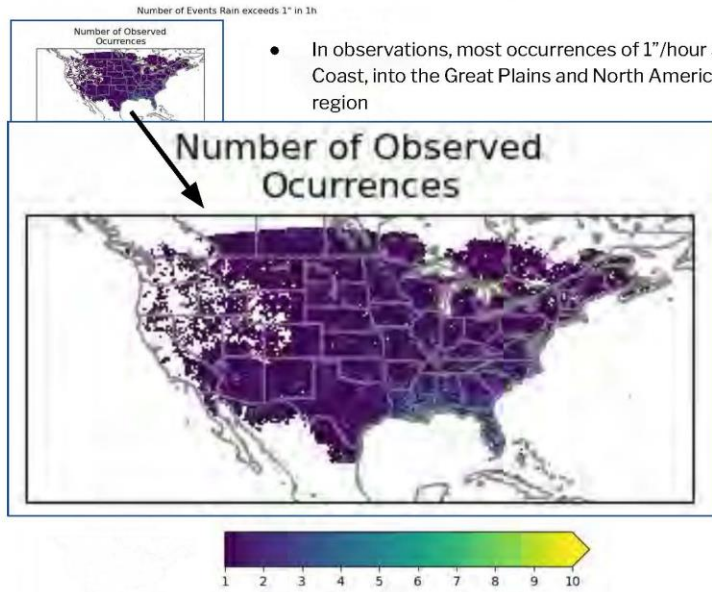 Number of Events Rain exceeds 1" in 1h
Number of Observed
Ocurrences
● In observations, most occurrences of 1”/hour
Coast, into the Great Plains and North Americ
region
Number of Observed
Ocurrences
1 2 3 4 5 6 7 8 9 10